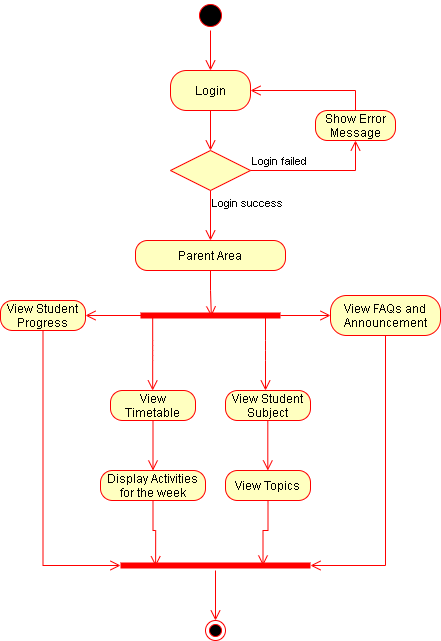 Login
Show Error
Message
Login failed
Login success
Parent Area
View Student
Progress
View FAQs and
Announcement
View
Timetable
View Student
Subject
Display Activities
for the week
View Topics